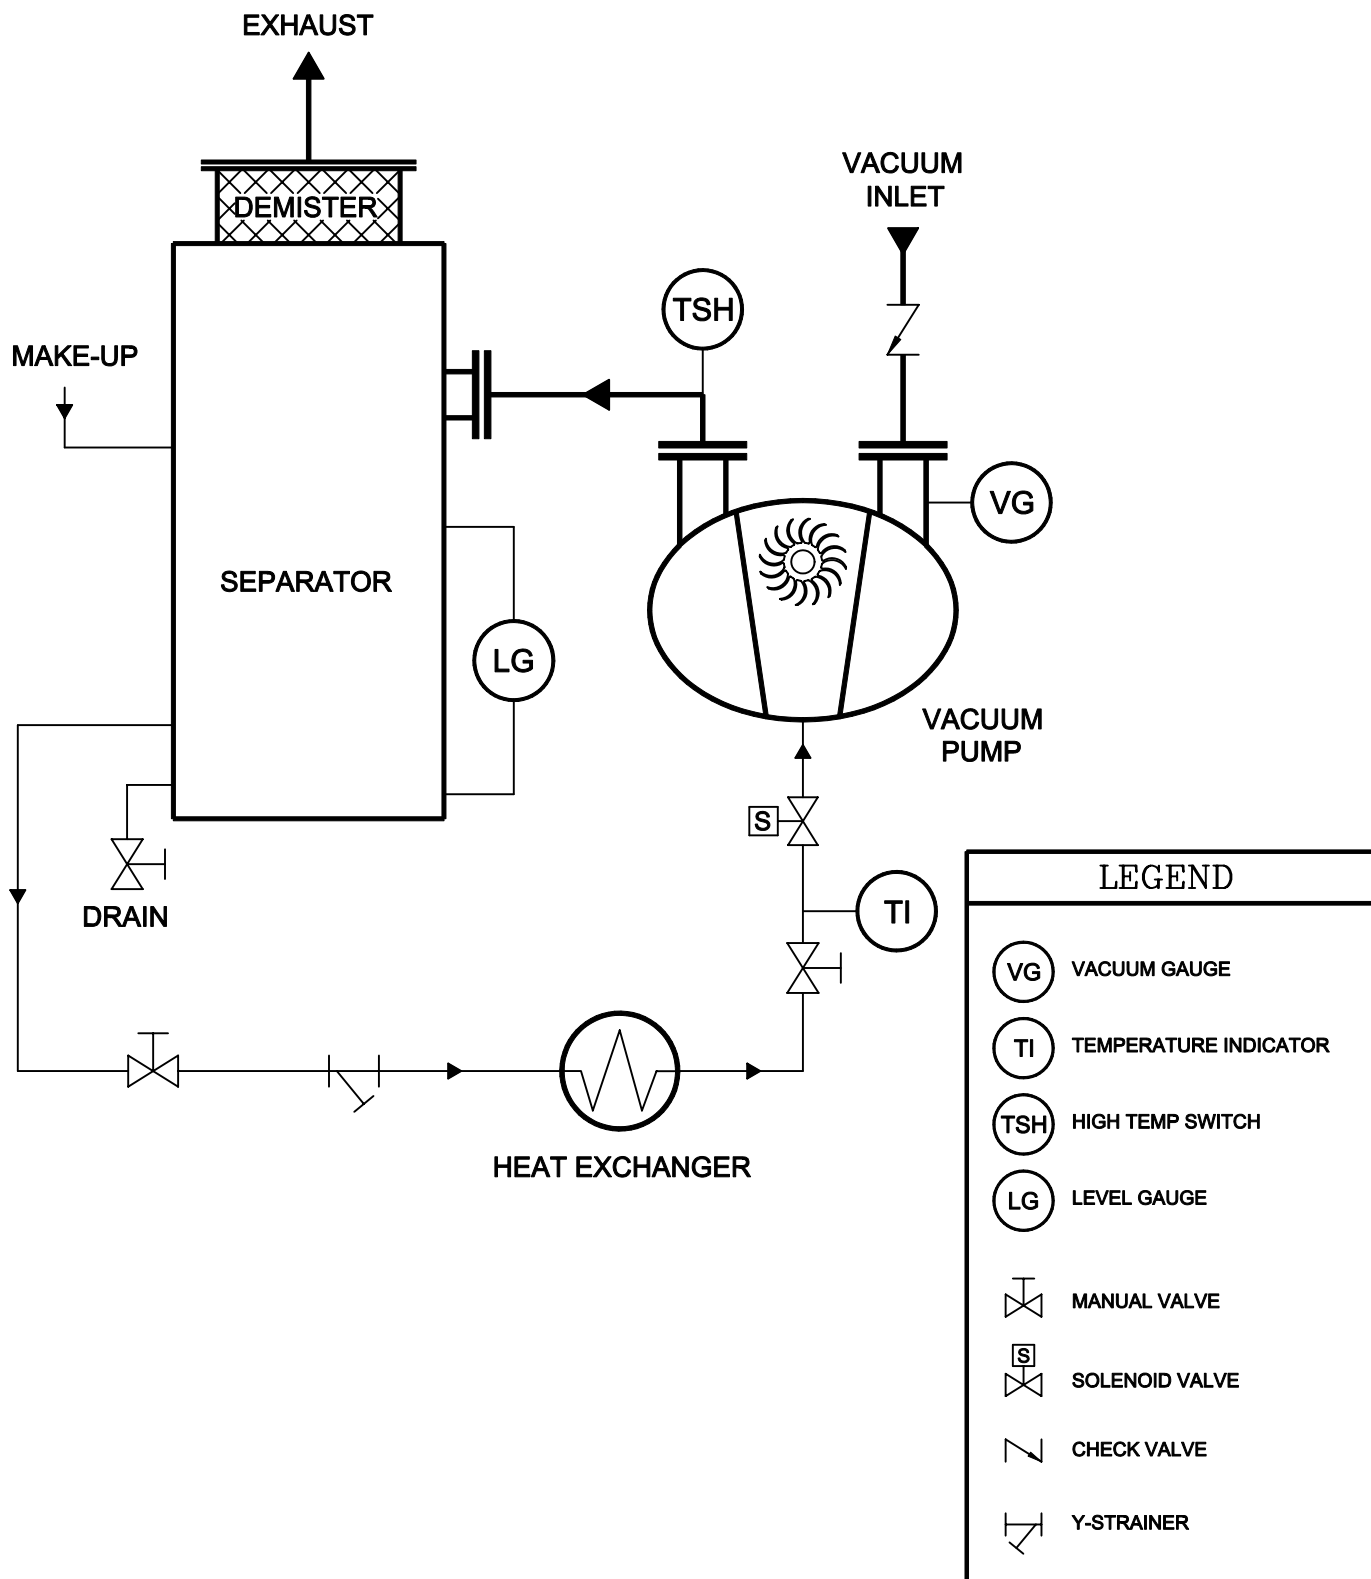 EXHAUST
DEMISTER
VACUUM
INLET
TSH
MAKE-UP
VG
SEPARATOR
LG
VACUUM
PUMP
S
TI
DRAIN
HEAT EXCHANGER
LEGEND
VG VACUUM GAUGE
TI TEMPERATURE INDICATOR
TSH HIGH TEMP SWITCH
LG LEVEL GAUGE
MANUAL VALVE
S
SOLENOID VALVE
CHECK VALVE
Y-STRAINER